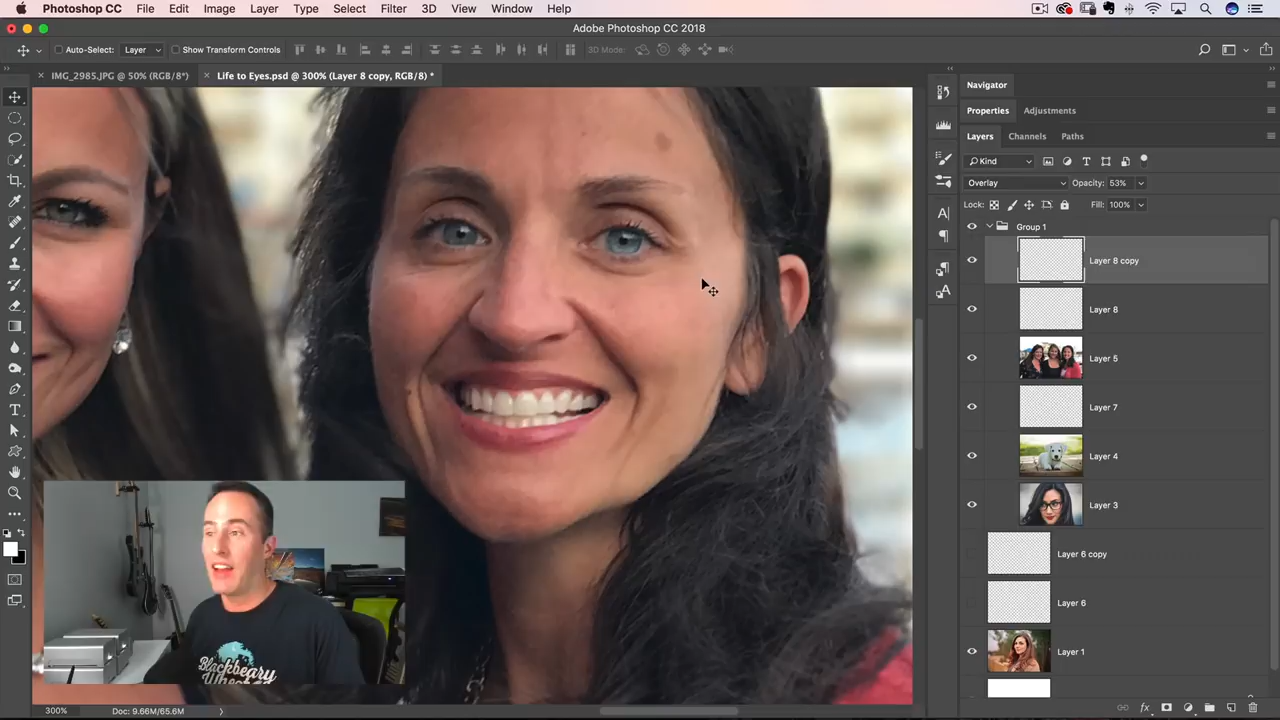 Photoshop CC File Edit Image Layer Type Select Filter 3D View Window Help
Adobe Photoshop CC 2018
Auto-Select: Layer Show Transform Controls 3D Mode:
IMG_2985.JPG @ 50% (RGB/8*) Life to Eyes.psd @ 300% (Layer 8 copy, RGB/8) *
Navigator
Properties Adjustments
Layers Channels Paths
Kind
Overlay Opacity: 53%
Lock: Fill: 100%
Group 1
Layer 8 copy
Layer 8
Layer 5
Layer 7
Layer 4
Layer 3
Layer 6 copy
Layer 6
Layer 1
Blackbeary
300% Doc: 9.66M/65.6M